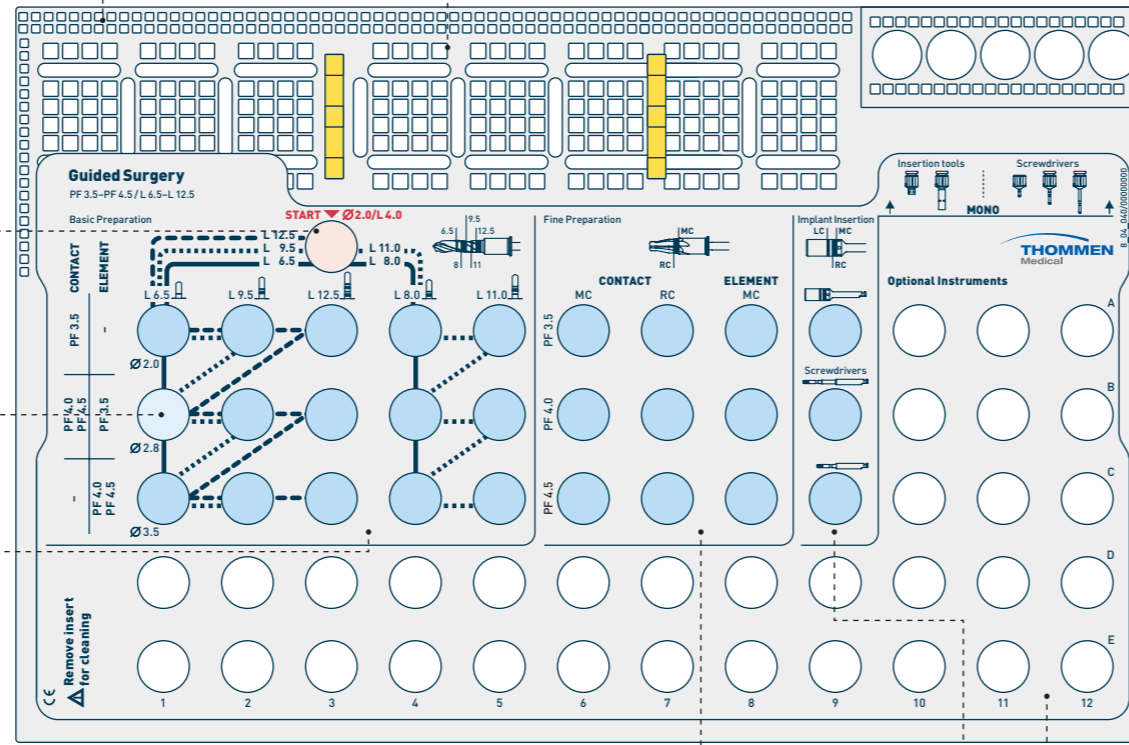 Guided Surgery
PF 3.5–PF 4.5 / L 6.5–L 12.5
Basic Preparation
START Ø 2.0/L 4.0
L 12.5
L 9.5
L 6.5
L 11.0
L 8.0
6.5
9.5
12.5
8
11
CONTACT
ELEMENT
L 6.5
L 9.5
L 12.5
L 8.0
L 11.0
PF 3.5
–
Ø 2.0
PF 4.0
PF 4.5
PF 3.5
Ø 2.8
–
PF 4.0
PF 4.5
Ø 3.5
Fine Preparation
MC
RC
CONTACT
ELEMENT
MC
RC
MC
PF 3.5
PF 4.0
PF 4.5
Implant Insertion
LC
MC
RC
Screwdrivers
Insertion tools
Screwdrivers
MONO
THOMMEN
Medical
8_04_040/00000000
Optional Instruments
A
B
C
D
E
CE
Remove insert
for cleaning
1 2 3 4 5 6 7 8 9 10 11 12